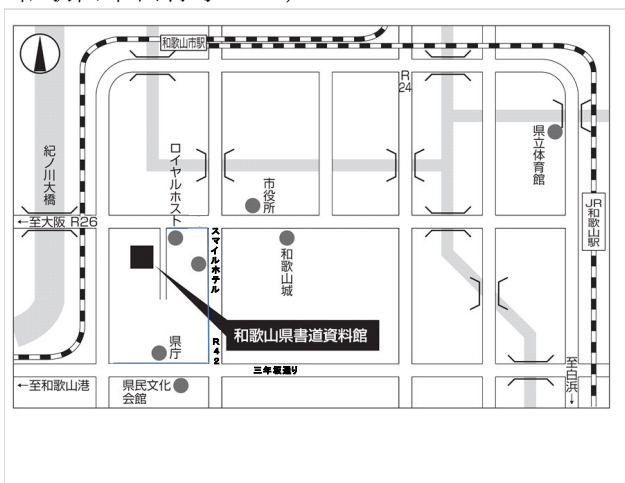 和歌山市駅
R
24
紀ノ川大橋
ロイヤルホスト
市役所
県立体育館
JR和歌山駅
←至大阪 R26
スマイルホテル
和歌山城
和歌山県書道資料館
県庁
R42
三年坂通り
至白浜→
←至和歌山港
県民文化
会館